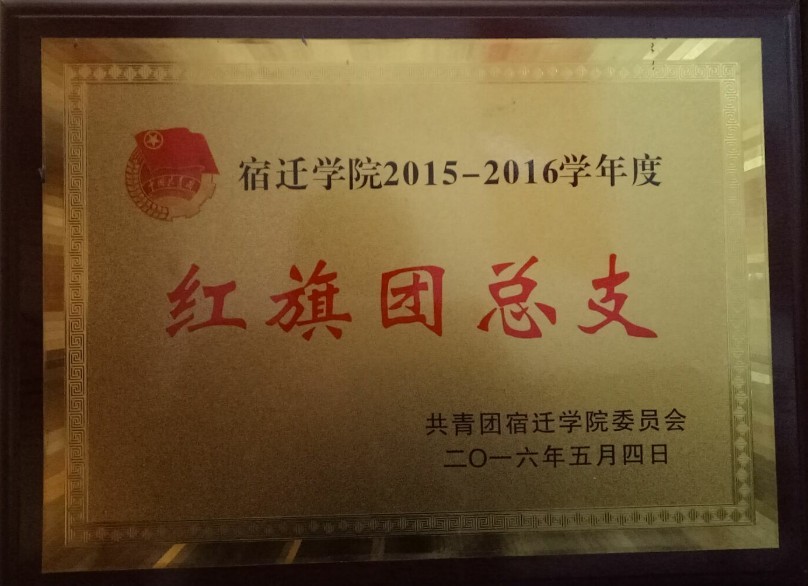 宿迁学院2015-2016学年度
红旗团总支
共青团宿迁学院委员会
二〇一六年五月四日